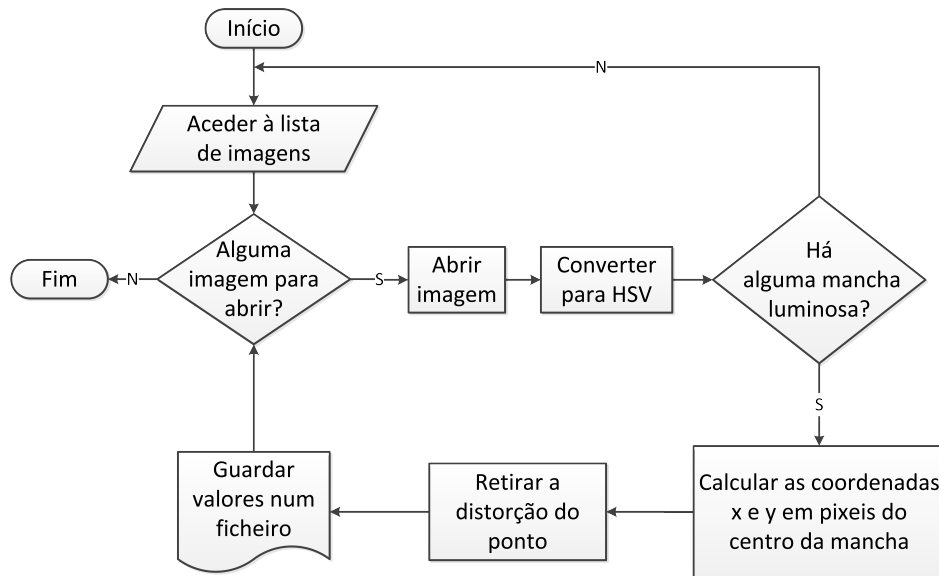 Início
N
Aceder à lista
de imagens
Alguma
imagem para
abrir?
N
Fim
S
Abrir
imagem
Converter
para HSV
Há
alguma mancha
luminosa?
S
Calcular as coordenadas
x e y em pixeis do
centro da mancha
Retirar a
distorção do
ponto
Guardar
valores num
ficheiro